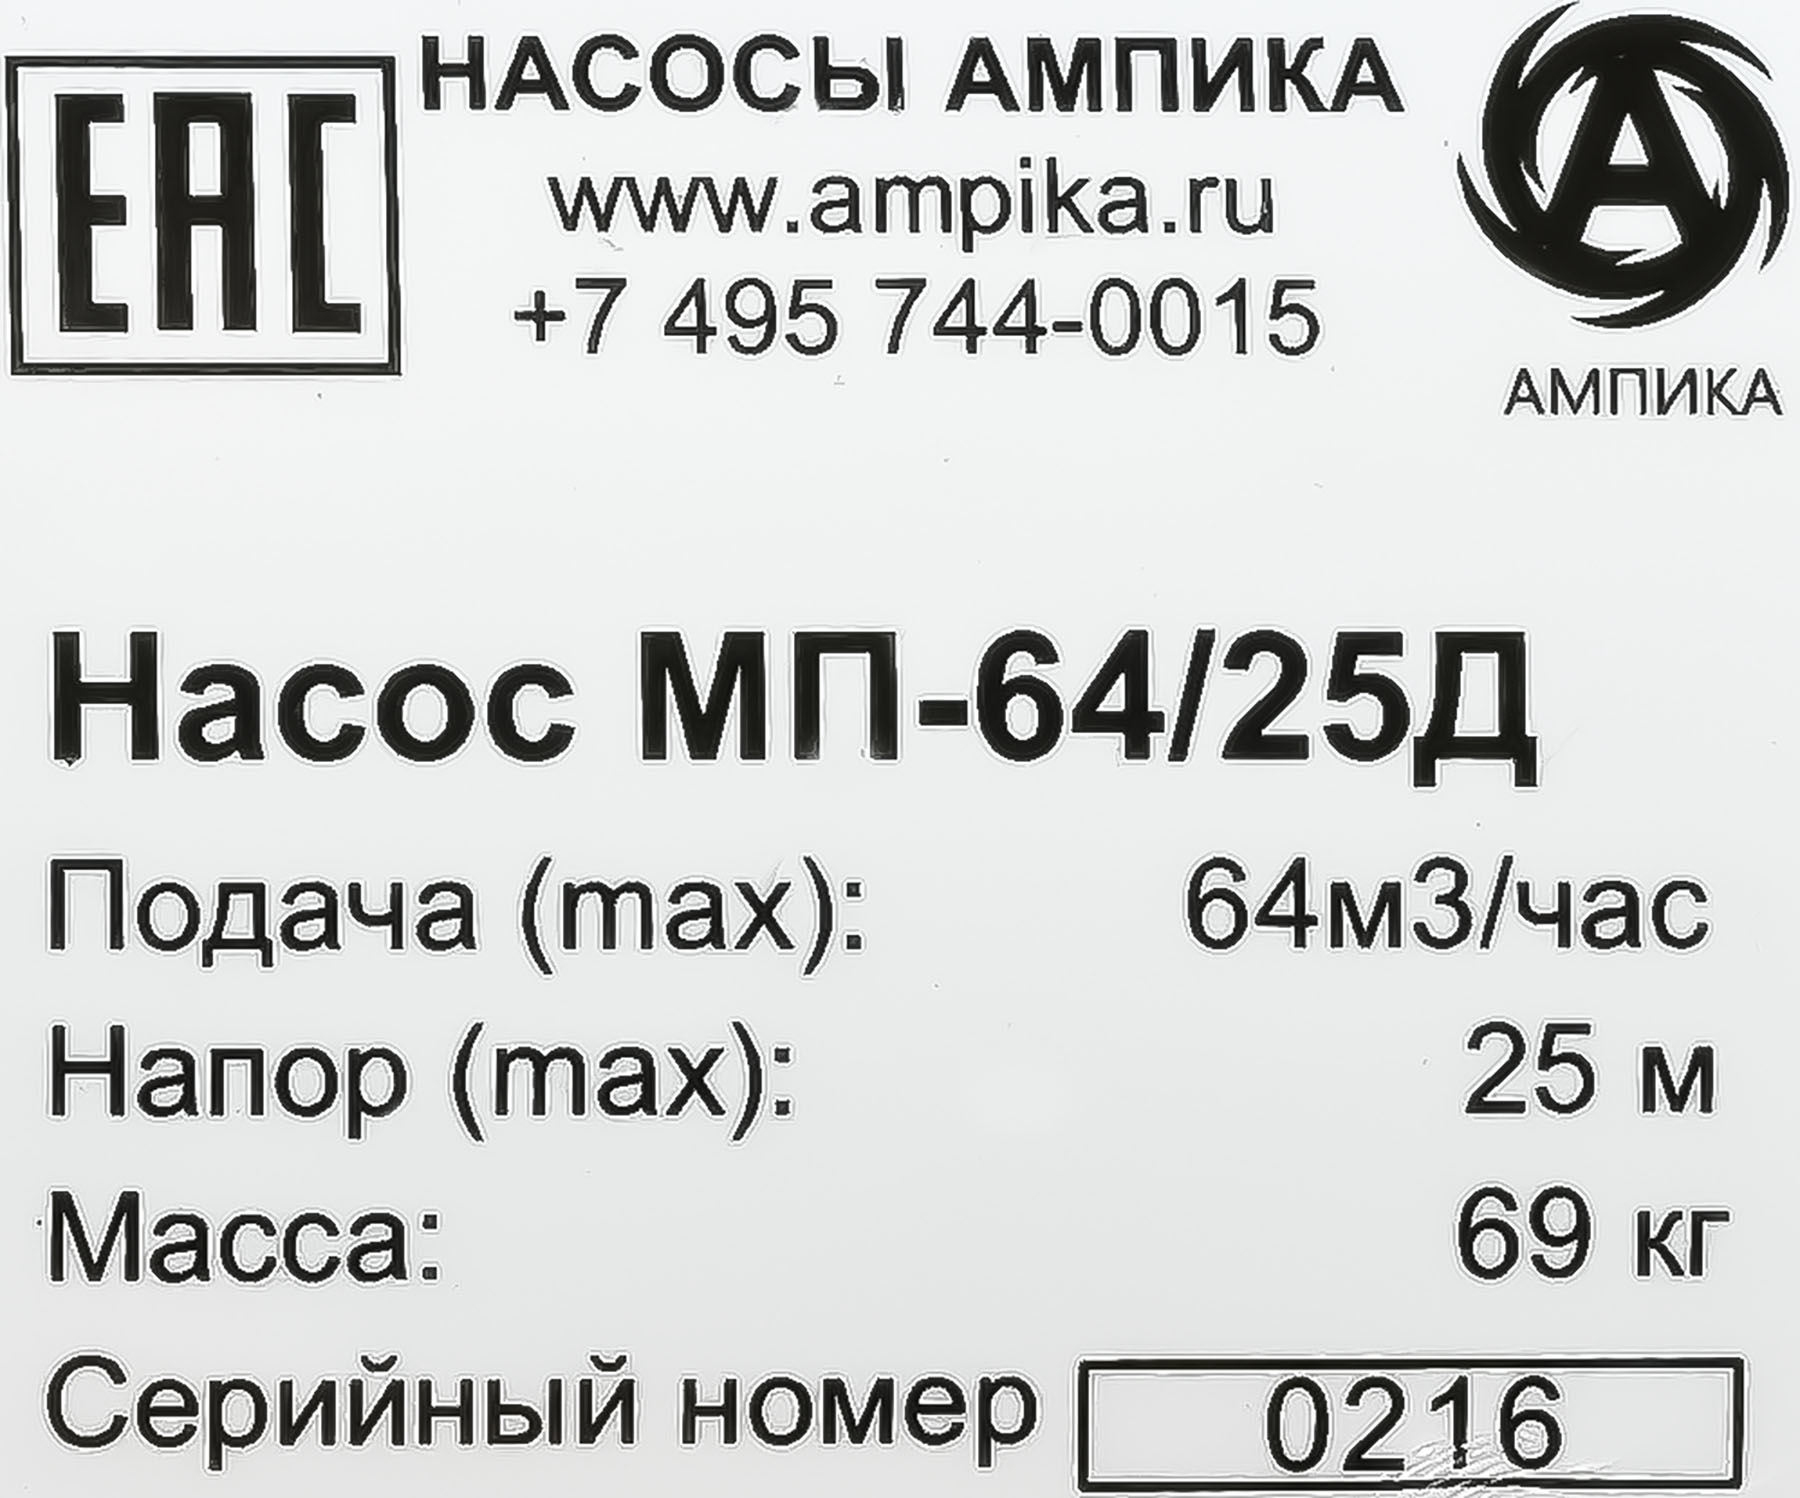 EAC
НАСОСЫ АМПИКА
www.ampika.ru
+7 495 744-0015
АМПИКА
Насос МП-64/25Д
Подача (max): 64м3/час
Напор (max): 25 м
Масса: 69 кг
Серийный номер 0216